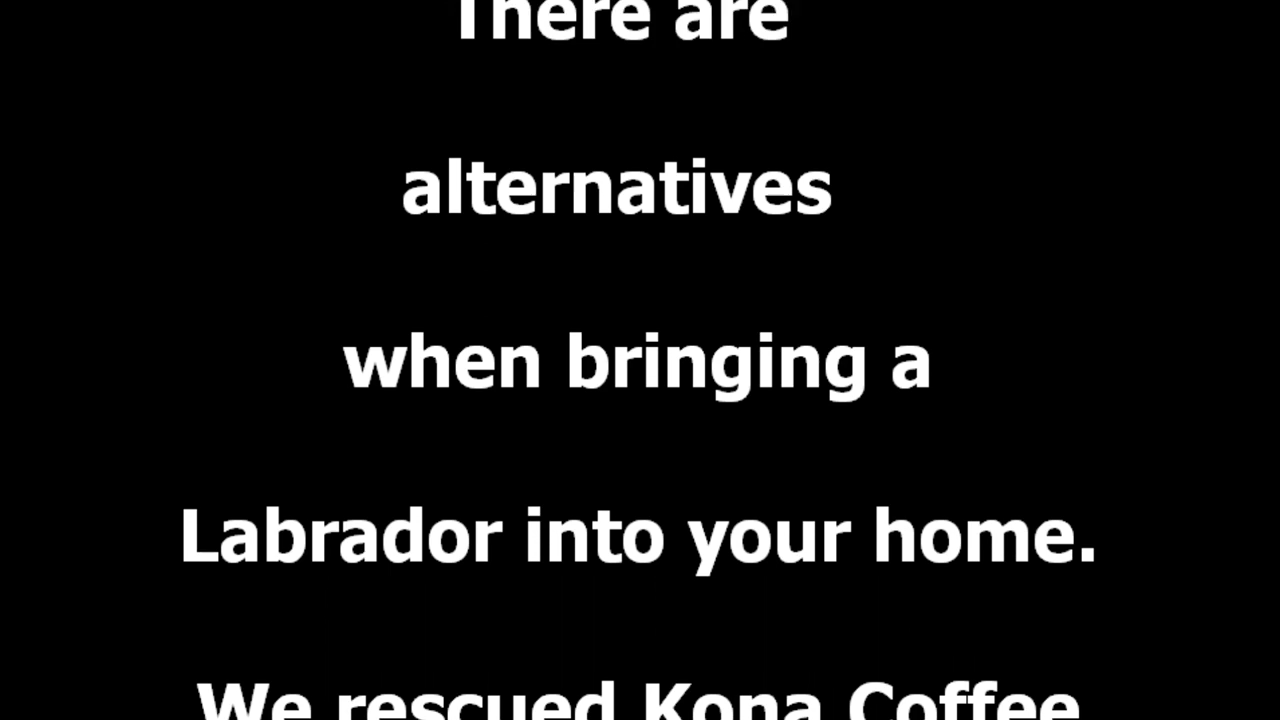 There are
alternatives
when bringing a
Labrador into your home.
We rescued Kona Coffee